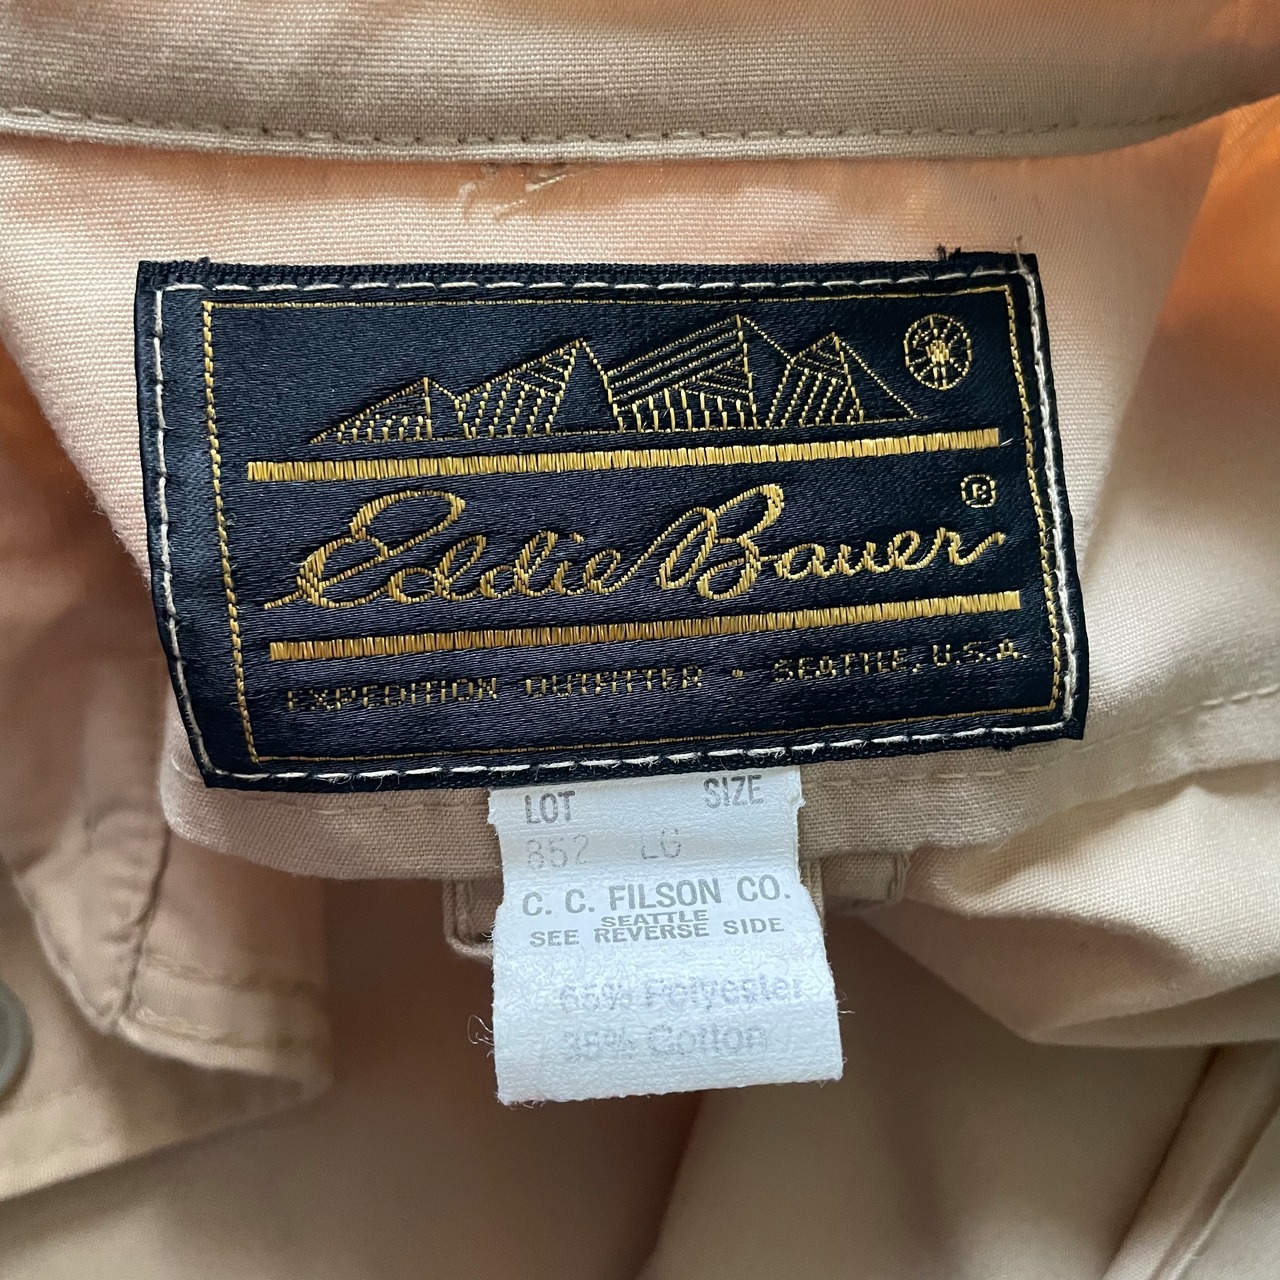 Eddie Bauer ®
EXPEDITION OUTFITTER • SEATTLE, U.S.A.
LOT SIZE
852 LG
C. C. FILSON CO.
SEATTLE
SEE REVERSE SIDE
65% Polyester
35% Cotton